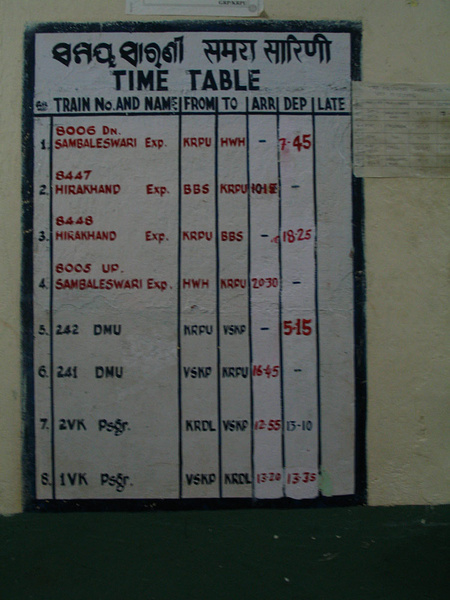 ସମୟ ସାରଣୀ समरा सारिणी
TIME TABLE
TRAIN No. AND NAME FROM TO ARR DEP LATE
8006 DN.
1. SAMBALESWARI Exp. KRPU HWH - 7-45
8447
2. HIRAKHAND Exp. BBS KRPU -
8448
3. HIRAKHAND Exp. KRPU BBS - 18-25
8005 UP.
4. SAMBALESWARI Exp. HWH KRPU 20-30 -
5. 242 DMU KRPU VSKP - 5-15
6. 241 DMU VSKP KRPU 16-45 -
7. 2VK Psgr. KRDL VSKP 12-55 13-10
8. 1VK Psgr. VSKP KRDL 13-20 13-35